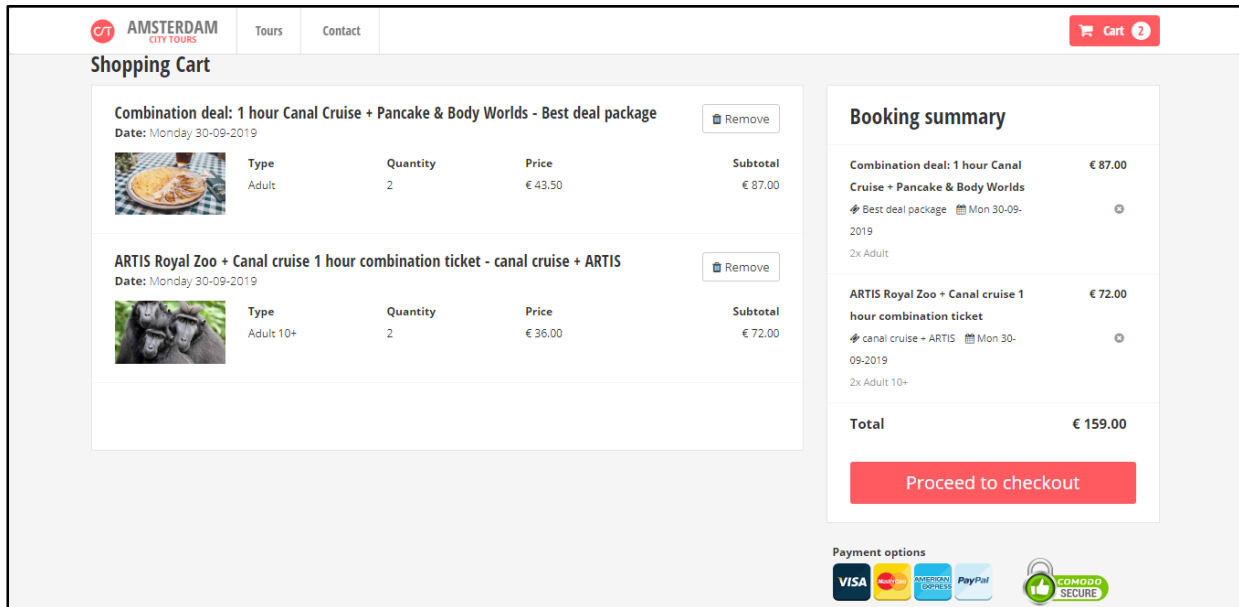 CT AMSTERDAM CITY TOURS Tours Contact Cart 2
Shopping Cart
Combination deal: 1 hour Canal Cruise + Pancake & Body Worlds - Best deal package Remove
Date: Monday 30-09-2019
Type Quantity Price Subtotal
Adult 2 € 43.50 € 87.00
ARTIS Royal Zoo + Canal cruise 1 hour combination ticket - canal cruise + ARTIS Remove
Date: Monday 30-09-2019
Type Quantity Price Subtotal
Adult 10+ 2 € 36.00 € 72.00
Booking summary
Combination deal: 1 hour Canal € 87.00
Cruise + Pancake & Body Worlds
Best deal package Mon 30-09-
2019
2x Adult
ARTIS Royal Zoo + Canal cruise 1 € 72.00
hour combination ticket
canal cruise + ARTIS Mon 30-
09-2019
2x Adult 10+
Total € 159.00
Proceed to checkout
Payment options
VISA MasterCard AMERICAN EXPRESS PayPal COMODO SECURE